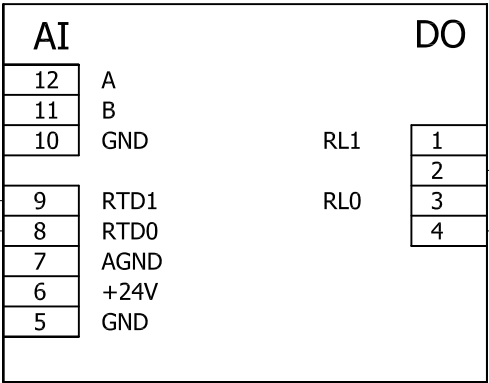 AI DO
12 A
11 B
10 GND RL1 1
2
9 RTD1 RL0 3
8 RTD0 4
7 AGND
6 +24V
5 GND